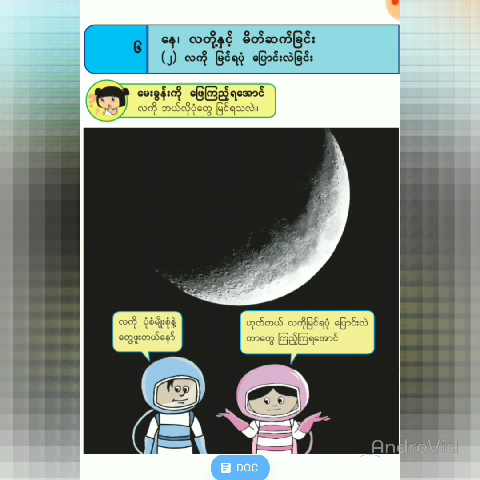 ၆
နေ၊ လတို့နှင့် မိတ်ဆက်ခြင်း
(၂) လကို မြင်ရပုံ ပြောင်းလဲခြင်း
မေးခွန်းကို ဖြေကြည့်ရအောင်
လကို ဘယ်လိုပုံတွေ မြင်ရသလဲ။
လကို ပုံစံမျိုးစုံနဲ့
တွေ့ဖူးတယ်နော်
ဟုတ်တယ် လကိုမြင်ရပုံ ပြောင်းလဲ
တာတွေ ကြည့်ကြရအောင်
AndroVid
DOC